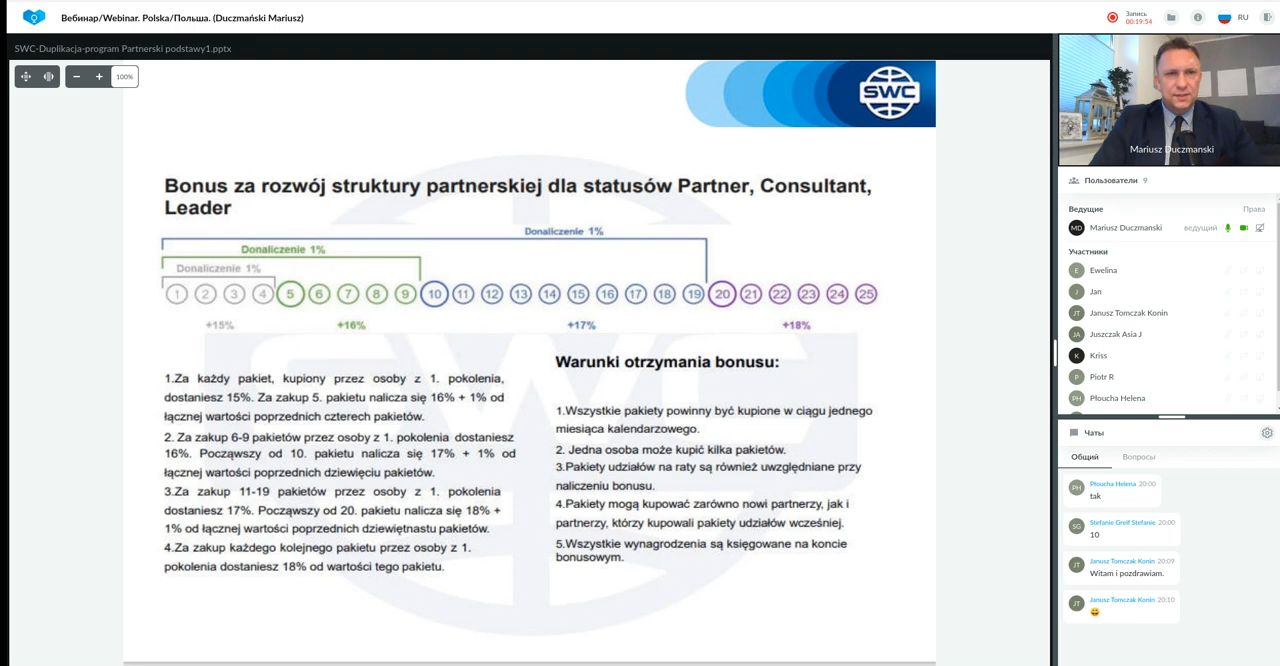 Вебинар/Webinar. Polska/Польша. (Duczmański Mariusz)
Запись
00:19:54
RU
SWC-Duplikacja-program Partnerski podstawy1.pptx
100%
SWC
Bonus za rozwój struktury partnerskiej dla statusów Partner, Consultant,
Leader
Donaliczenie 1%
Donaliczenie 1%
Donaliczenie 1%
1 2 3 4 5 6 7 8 9 10 11 12 13 14 15 16 17 18 19 20 21 22 23 24 25
+15% +16% +17% +18%
1.Za każdy pakiet, kupiony przez osoby z 1. pokolenia,
dostaniesz 15%. Za zakup 5. pakietu nalicza się 16% + 1% od
łącznej wartości poprzednich czterech pakietów.
2. Za zakup 6-9 pakietów przez osoby z 1. pokolenia dostaniesz
16%. Począwszy od 10. pakietu nalicza się 17% + 1% od
łącznej wartości poprzednich dziewięciu pakietów.
3.Za zakup 11-19 pakietów przez osoby z 1. pokolenia
dostaniesz 17%. Począwszy od 20. pakietu nalicza się 18% +
1% od łącznej wartości poprzednich dziewiętnastu pakietów.
4.Za zakup każdego kolejnego pakietu przez osoby z 1.
pokolenia dostaniesz 18% od wartości tego pakietu.
Warunki otrzymania bonusu:
1.Wszystkie pakiety powinny być kupione w ciągu jednego
miesiąca kalendarzowego.
2. Jedna osoba może kupić kilka pakietów.
3.Pakiety udziałów na raty są również uwzględniane przy
naliczeniu bonusu.
4.Pakiety mogą kupować zarówno nowi partnerzy, jak i
partnerzy, którzy kupowali pakiety udziałów wcześniej.
5.Wszystkie wynagrodzenia są księgowane na koncie
bonusowym.
Mariusz Duczmanski
Пользователи 9
Ведущие Права
MD Mariusz Duczmanski ведущий
Участники
E Ewelina
J Jan
JT Janusz Tomczak Konin
JA Juszczak Asia J
K Kriss
P Piotr R
PH Płoucha Helena
Чаты
Общий Вопросы
PH Płoucha Helena 20:00
tak
SG Stefanie Greif Stefanie 20:00
10
JT Janusz Tomczak Konin 20:09
Witam i pozdrawiam.
JT Janusz Tomczak Konin 20:10
😄